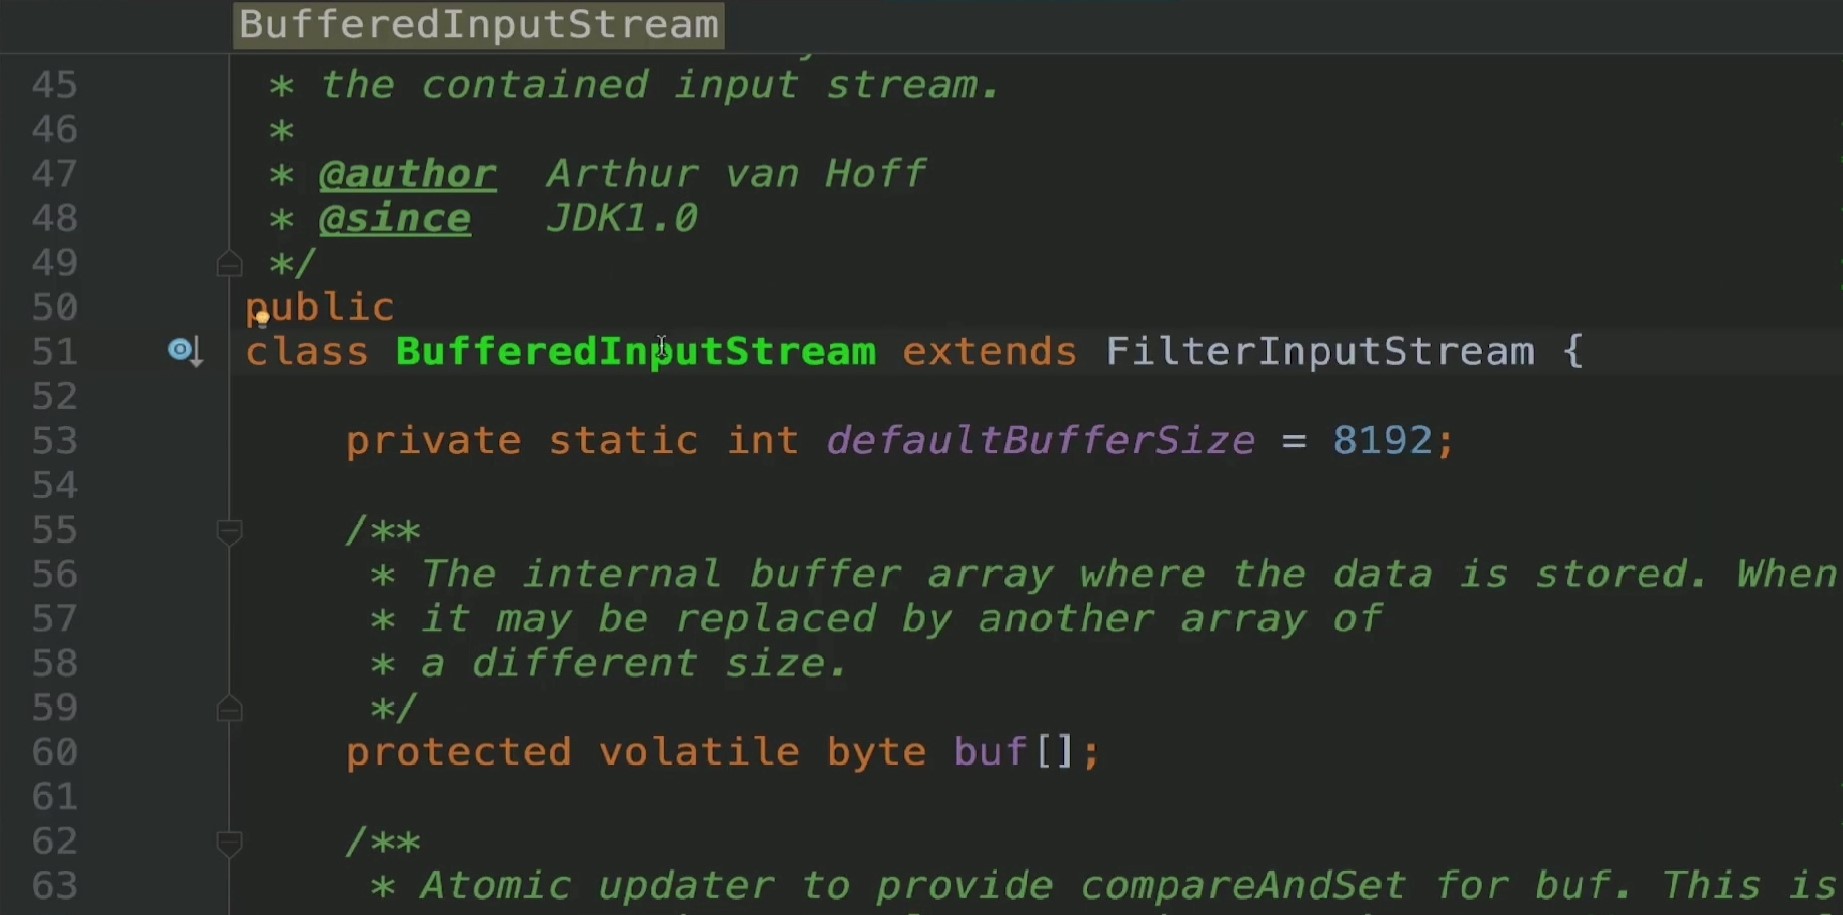 BufferedInputStream
45 * the contained input stream.
46 *
47 * @author  Arthur van Hoff
48 * @since   JDK1.0
49 */
50 public
51 class BufferedInputStream extends FilterInputStream {
52
53     private static int defaultBufferSize = 8192;
54
55     /**
56      * The internal buffer array where the data is stored. When
57      * it may be replaced by another array of
58      * a different size.
59      */
60     protected volatile byte buf[];
61
62     /**
63      * Atomic updater to provide compareAndSet for buf. This is